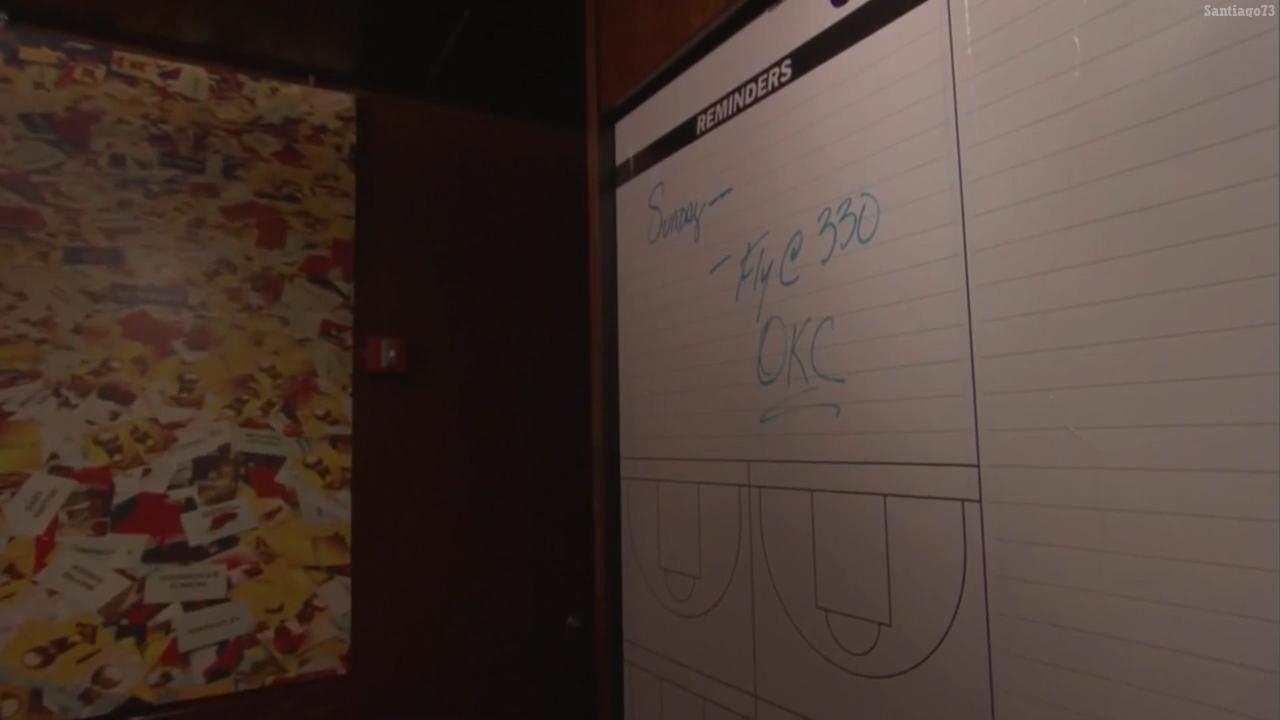 Santiago73
REMINDERS
Sunday —
- Fly @ 330
OKC